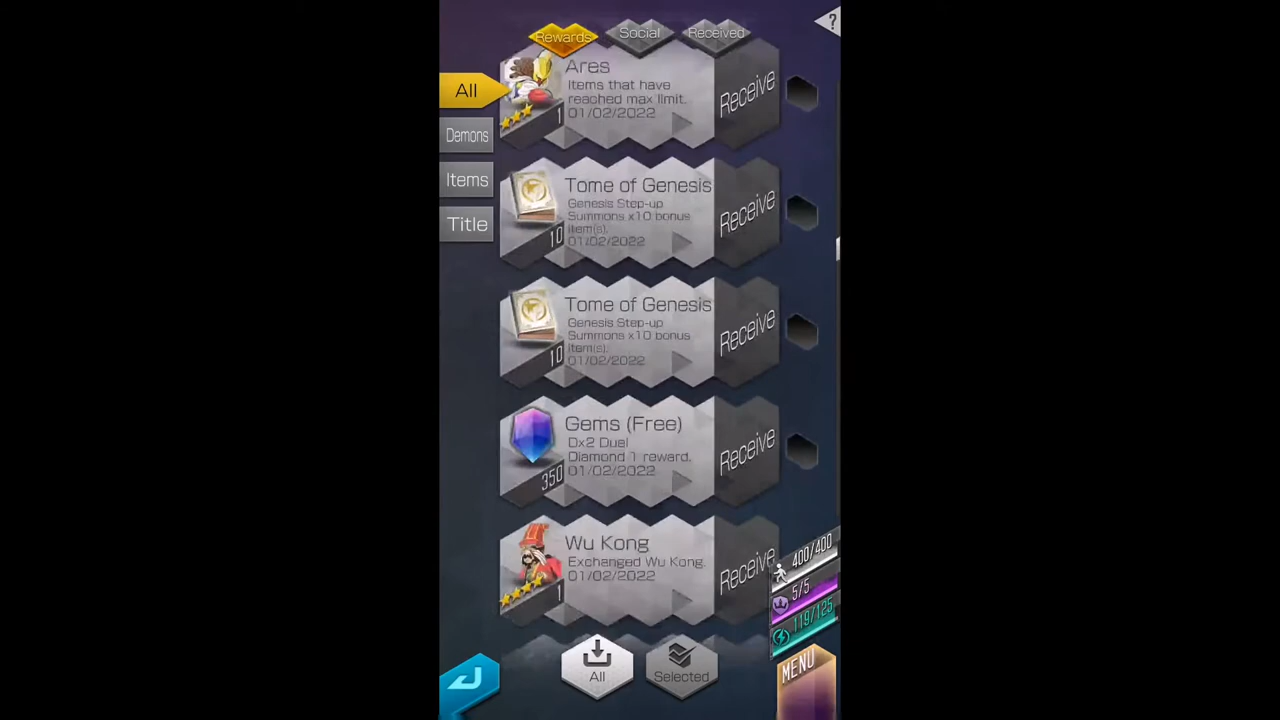 Rewards
Social
Received
?
All
Demons
Items
Title
Ares
Items that have
reached max limit.
01/02/2022
1
Receive
Tome of Genesis
Genesis Step-up
Summons x10 bonus
item(s).
01/02/2022
10
Receive
Tome of Genesis
Genesis Step-up
Summons x10 bonus
item(s).
01/02/2022
10
Receive
Gems (Free)
Dx2 Duel
Diamond 1 reward.
01/02/2022
350
Receive
Wu Kong
Exchanged Wu Kong.
01/02/2022
1
Receive
400/400
5/5
119/125
All
Selected
MENU